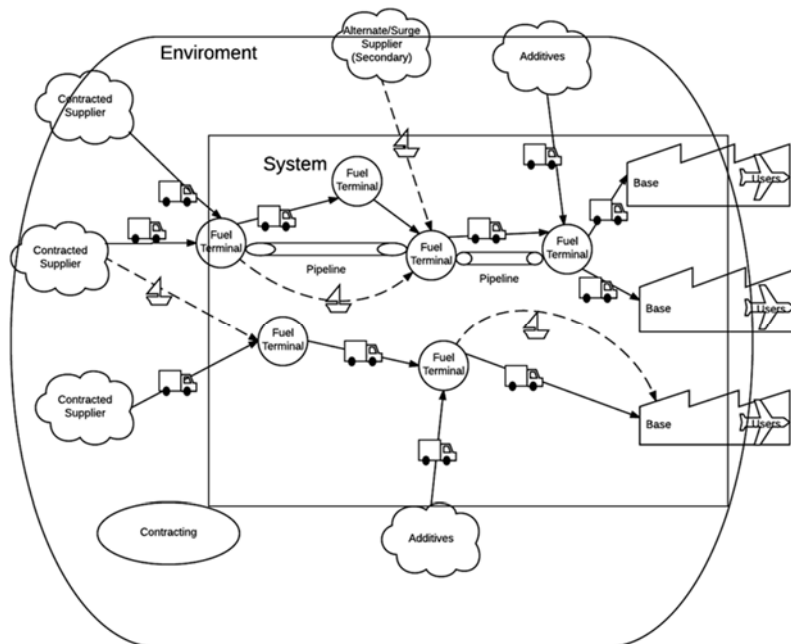 Alternate/Surge
Supplier
(Secondary)
Additives
Enviroment
Contracted
Supplier
System
Fuel
Terminal
Base
Users
Fuel
Terminal
Contracted
Supplier
Fuel
Terminal
Fuel
Terminal
Pipeline
Pipeline
Base
Users
Fuel
Terminal
Fuel
Terminal
Contracted
Supplier
Base
Users
Contracting
Additives